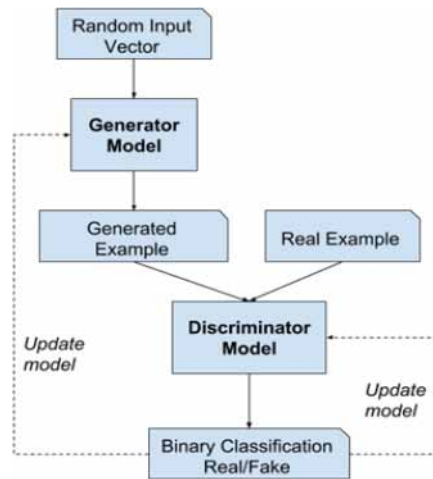 Random Input
Vector
Generator
Model
Generated
Example
Real Example
Discriminator
Model
Update
model
Update
model
Binary Classification
Real/Fake